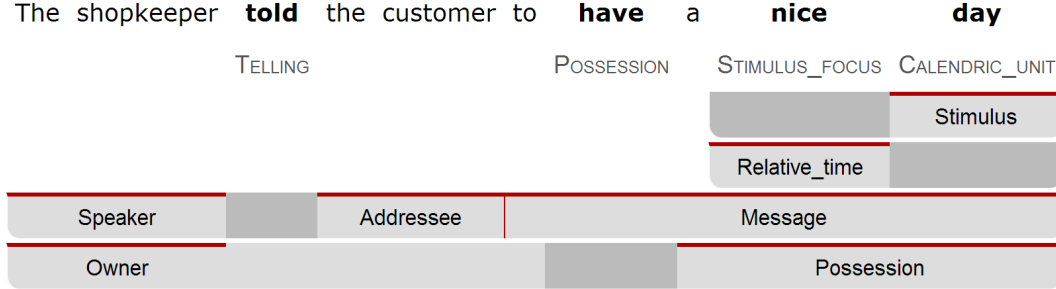 The shopkeeper told the customer to have a nice day
TELLING POSSESSION STIMULUS_FOCUS CALENDRIC_UNIT
Stimulus
Relative_time
Speaker Addressee Message
Owner Possession